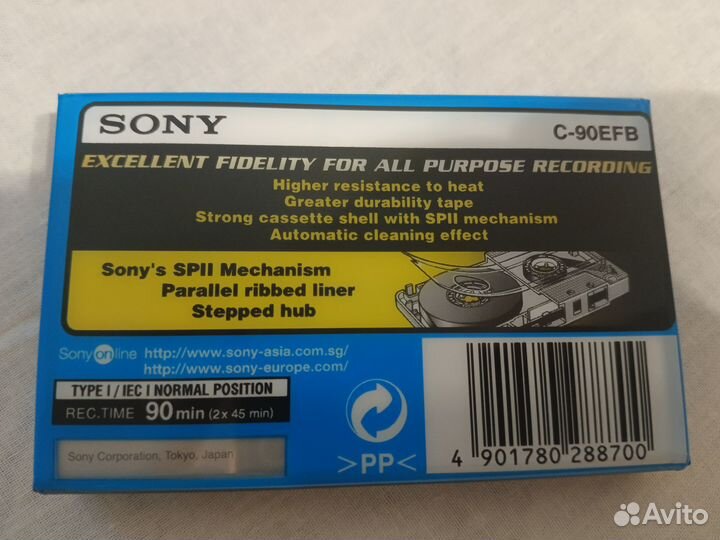 SONY
C-90EFB
EXCELLENT FIDELITY FOR ALL PURPOSE RECORDING
Higher resistance to heat
Greater durability tape
Strong cassette shell with SPII mechanism
Automatic cleaning effect
Sony's SPII Mechanism
Parallel ribbed liner
Stepped hub
Sony online http://www.sony-asia.com.sg/
http://www.sony-europe.com/
TYPE I / IEC I NORMAL POSITION
REC.TIME 90 min (2x 45 min)
Sony Corporation, Tokyo, Japan
>PP<
4 901780 288700
Avito